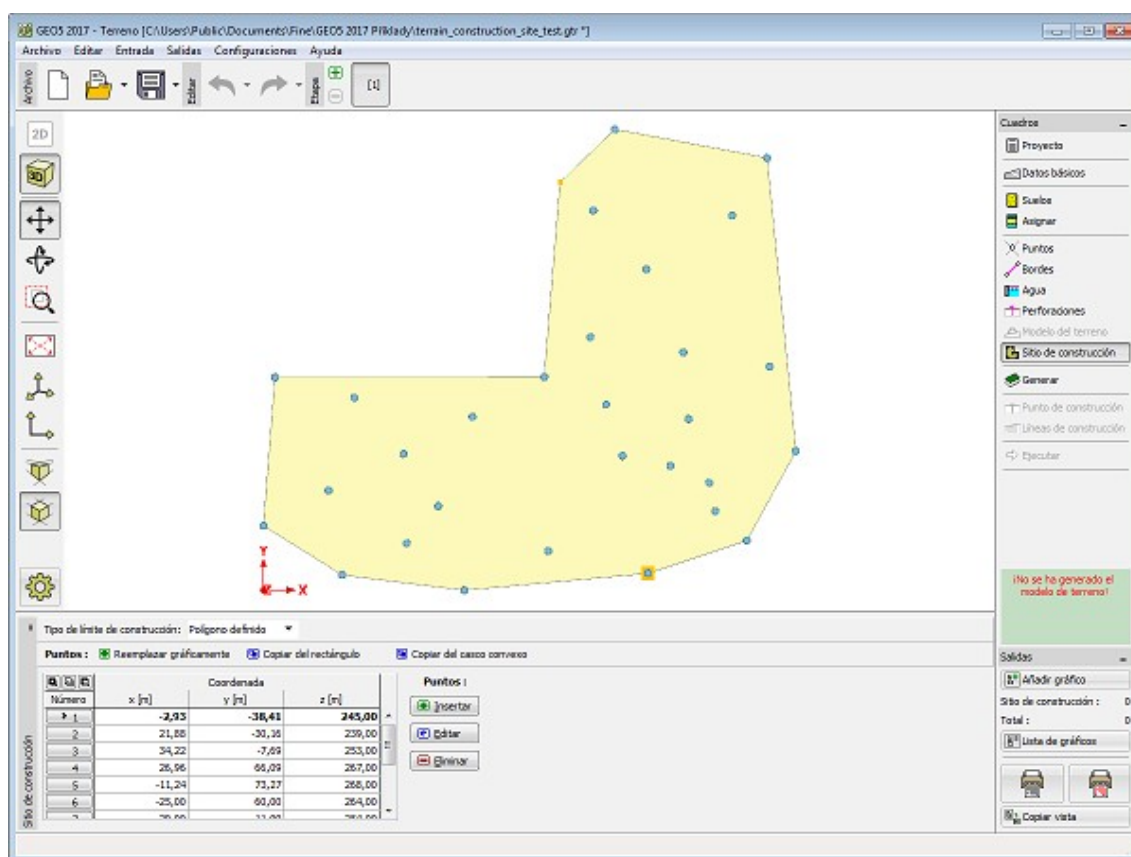 GEO5 2017 - Terreno [C:\Users\Public\Documents\Fine\GEO5 2017 Příklady\terrain_construction_site_test.gtr *]
Archivo Editar Entrada Salidas Configuraciones Ayuda
Archivo
Editar
Etapa
[1]
2D
3D
Y
X
Cuadros
Proyecto
Datos básicos
Suelos
Asignar
Puntos
Bordes
Agua
Perforaciones
Modelo del terreno
Sitio de construcción
Generar
Punto de construcción
Líneas de construcción
Ejecutar
¡No se ha generado el
modelo de terreno!
Tipo de límite de construcción: Polígono definido
Puntos : Reemplazar gráficamente Copiar del rectángulo Copiar del casco convexo
Coordenada
Número x [m] y [m] z [m]
1 -2,93 -38,41 245,00
2 21,88 -30,16 239,00
3 34,22 -7,69 253,00
4 26,96 66,09 267,00
5 -11,24 73,27 268,00
6 -25,00 60,00 264,00
Puntos :
Insertar
Editar
Eliminar
Sitio de construcción
Salidas
Añadir gráfico
Sitio de construcción : 0
Total : 0
Lista de gráficos
Copiar vista